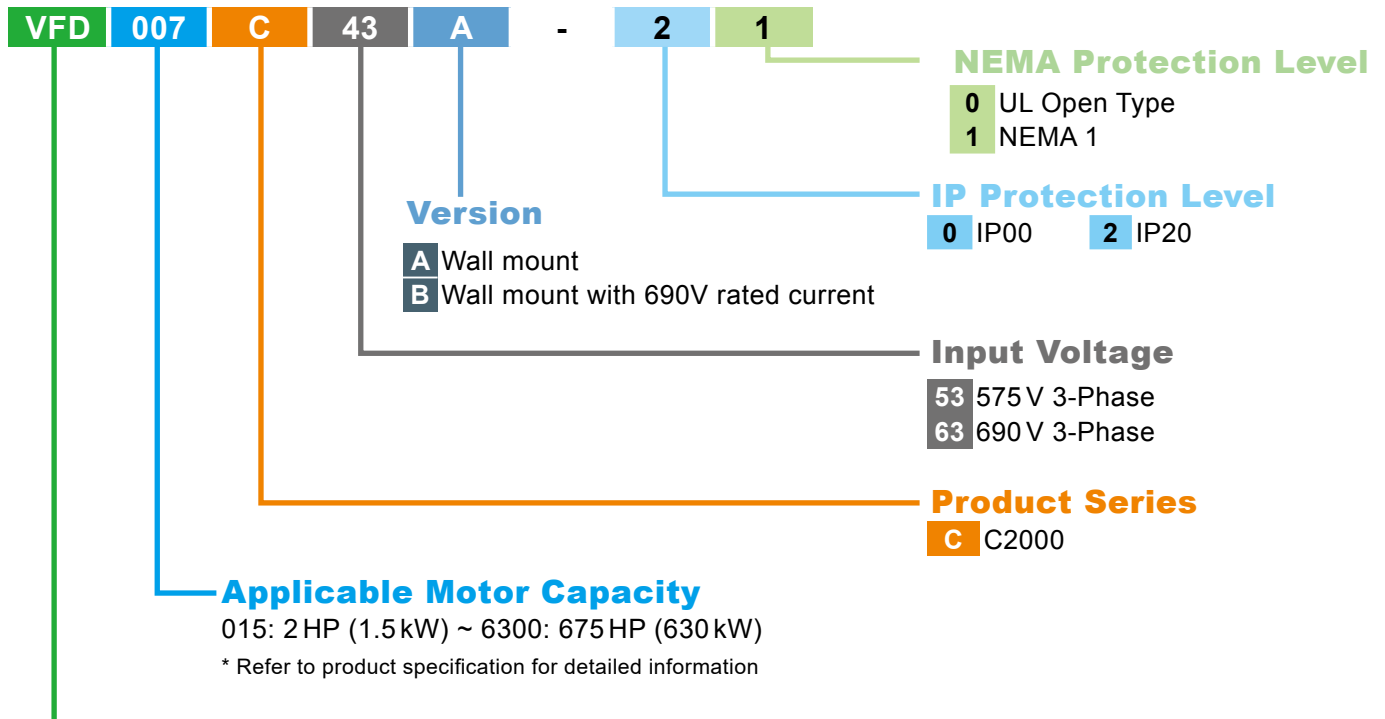 VFD 007 C 43 A - 2 1
NEMA Protection Level
0 UL Open Type
1 NEMA 1
IP Protection Level
0 IP00 2 IP20
Version
A Wall mount
B Wall mount with 690V rated current
Input Voltage
53 575 V 3-Phase
63 690 V 3-Phase
Product Series
C C2000
Applicable Motor Capacity
015: 2 HP (1.5 kW) ~ 6300: 675 HP (630 kW)
* Refer to product specification for detailed information